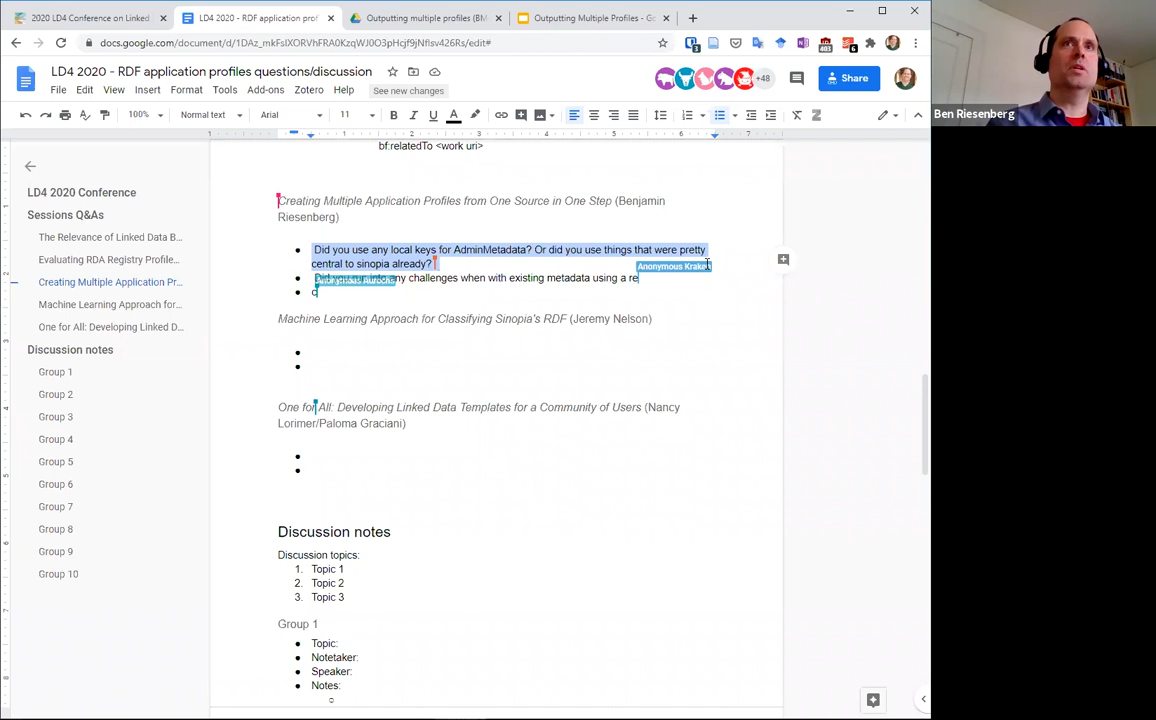 2020 LD4 Conference on Linked
LD4 2020 - RDF application prof
Outputting multiple profiles (BM
Outputting Multiple Profiles - Go
docs.google.com/document/d/1DAz_mkFslXORVhFRA0KzqWJ0O3pHcjf9jNflsv426Rs/edit#
LD4 2020 - RDF application profiles questions/discussion
File Edit View Insert Format Tools Add-ons Zotero Help See new changes
+48
Share
100% Normal text Arial 11
bf:relatedTo <work uri>
LD4 2020 Conference
Sessions Q&As
The Relevance of Linked Data B...
Evaluating RDA Registry Profile...
Creating Multiple Application Pr...
Machine Learning Approach for...
One for All: Developing Linked D...
Discussion notes
Group 1
Group 2
Group 3
Group 4
Group 5
Group 6
Group 7
Group 8
Group 9
Group 10
Creating Multiple Application Profiles from One Source in One Step (Benjamin
Riesenberg)
Did you use any local keys for AdminMetadata? Or did you use things that were pretty
central to sinopia already?
Anonymous Kraken
any challenges when with existing metadata using a re
Anonymous Aurochs
Machine Learning Approach for Classifying Sinopia's RDF (Jeremy Nelson)
One for All: Developing Linked Data Templates for a Community of Users (Nancy
Lorimer/Paloma Graciani)
Discussion notes
Discussion topics:
1. Topic 1
2. Topic 2
3. Topic 3
Group 1
Topic:
Notetaker:
Speaker:
Notes:
Ben Riesenberg